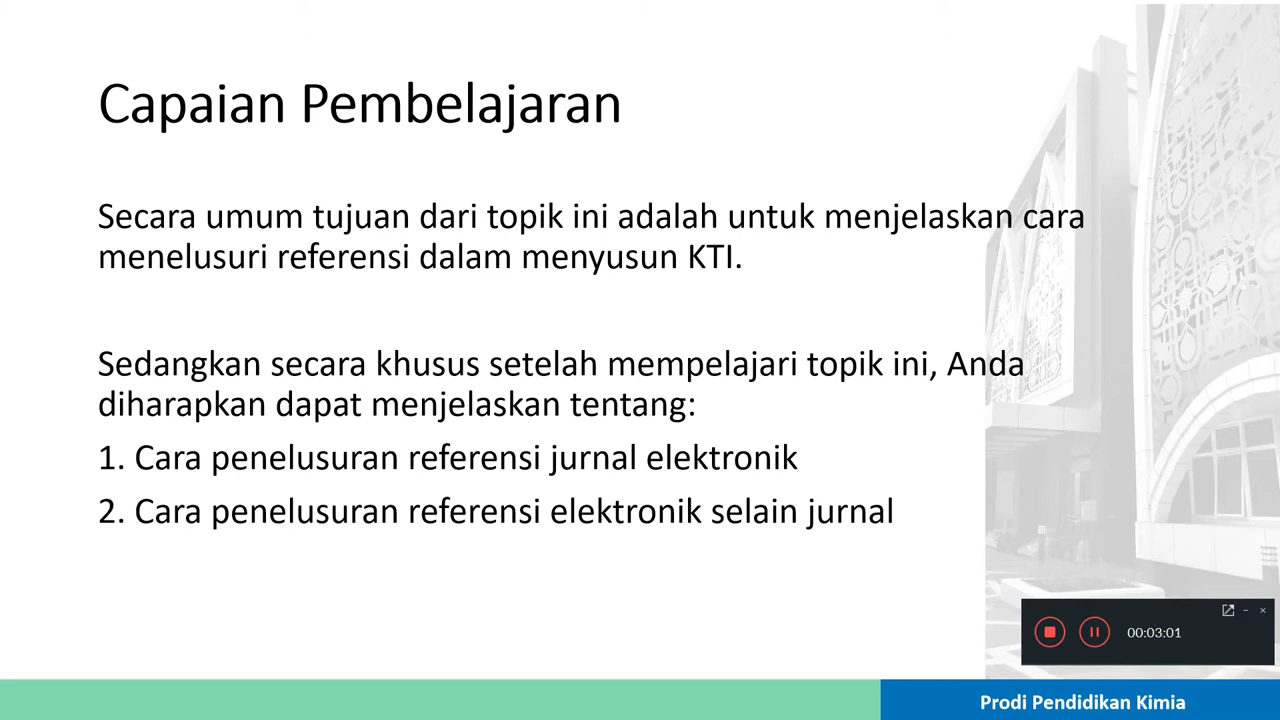 Capaian Pembelajaran
Secara umum tujuan dari topik ini adalah untuk menjelaskan cara
menelusuri referensi dalam menyusun KTI.
Sedangkan secara khusus setelah mempelajari topik ini, Anda
diharapkan dapat menjelaskan tentang:
1. Cara penelusuran referensi jurnal elektronik
2. Cara penelusuran referensi elektronik selain jurnal
00:03:01
Prodi Pendidikan Kimia